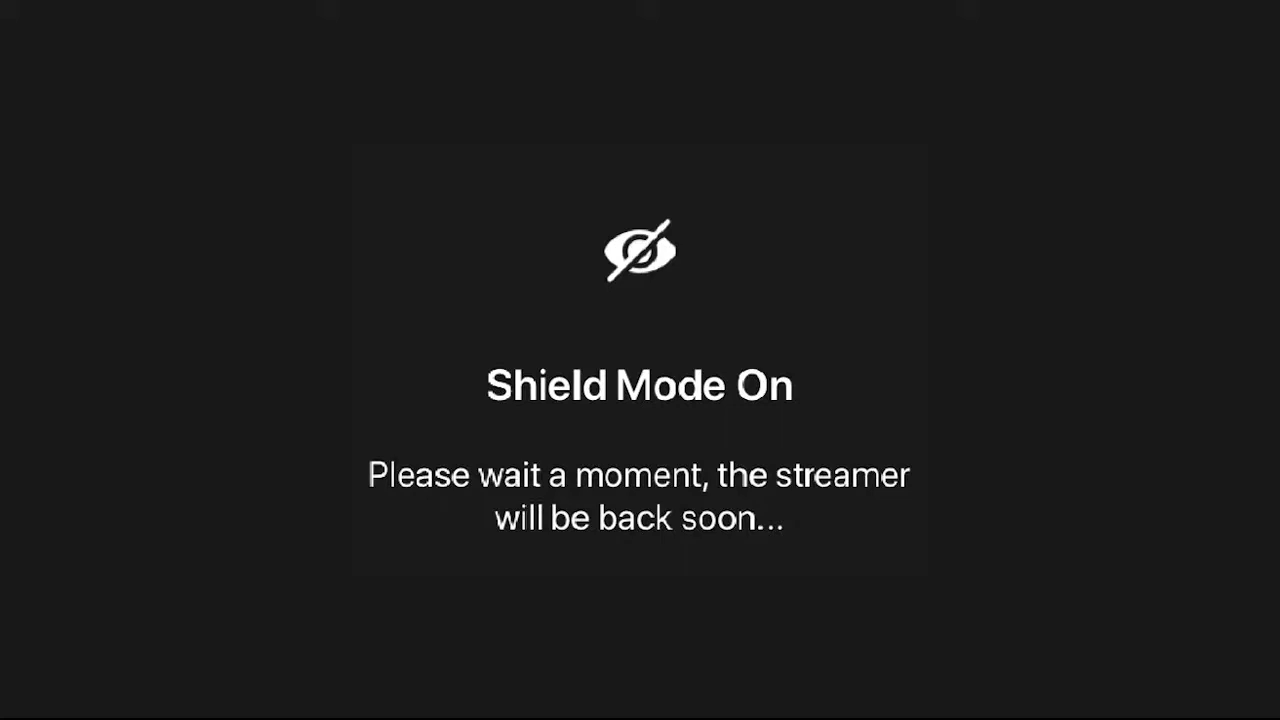 Shield Mode On
Please wait a moment, the streamer
will be back soon...